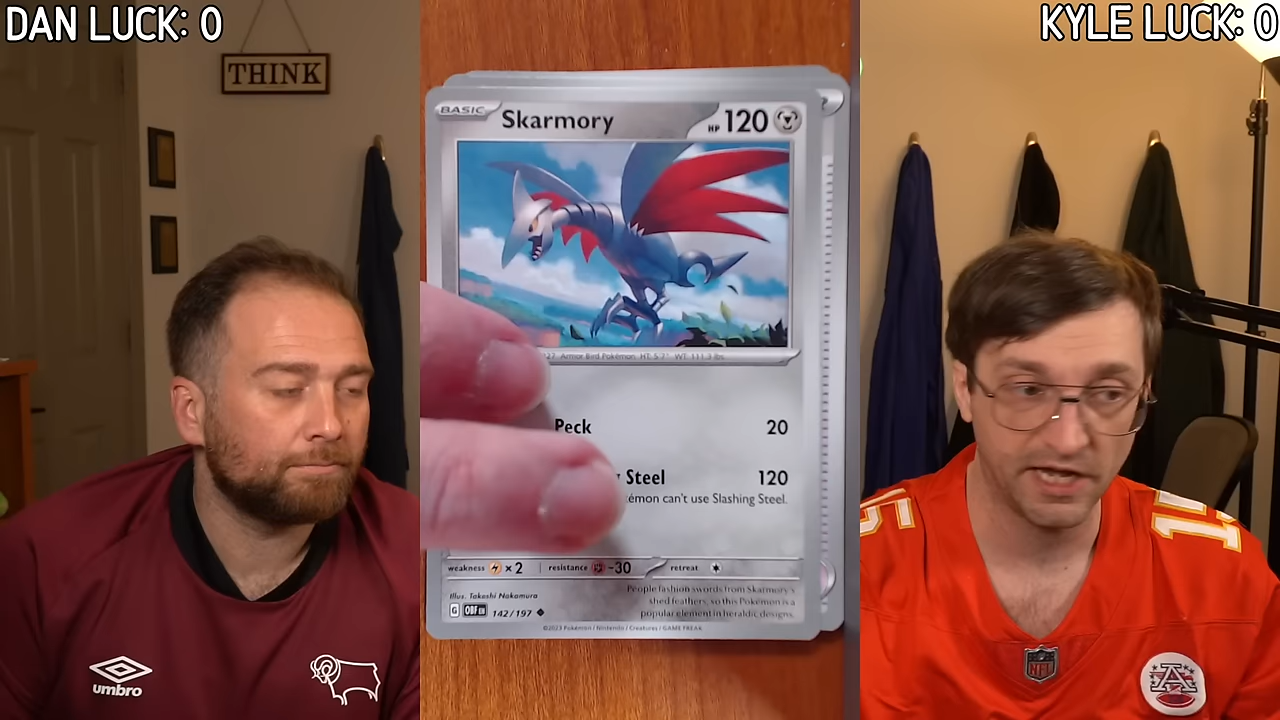 DAN LUCK: 0
KYLE LUCK: 0
THINK
BASIC
Skarmory
HP 120
27 Armor Bird Pokémon. HT: 5'7" WT: 111.3 lbs.
Peck 20
Steel 120
émon can't use Slashing Steel.
weakness ×2 resistance -30 retreat
Illus. Takashi Nakamura
G OBF EN 142/197
People fashion swords from Skarmory's
shed feathers, so this Pokémon is a
popular element in heraldic designs.
©2023 Pokémon / Nintendo / Creatures / GAME FREAK
umbro
15
NFL
A